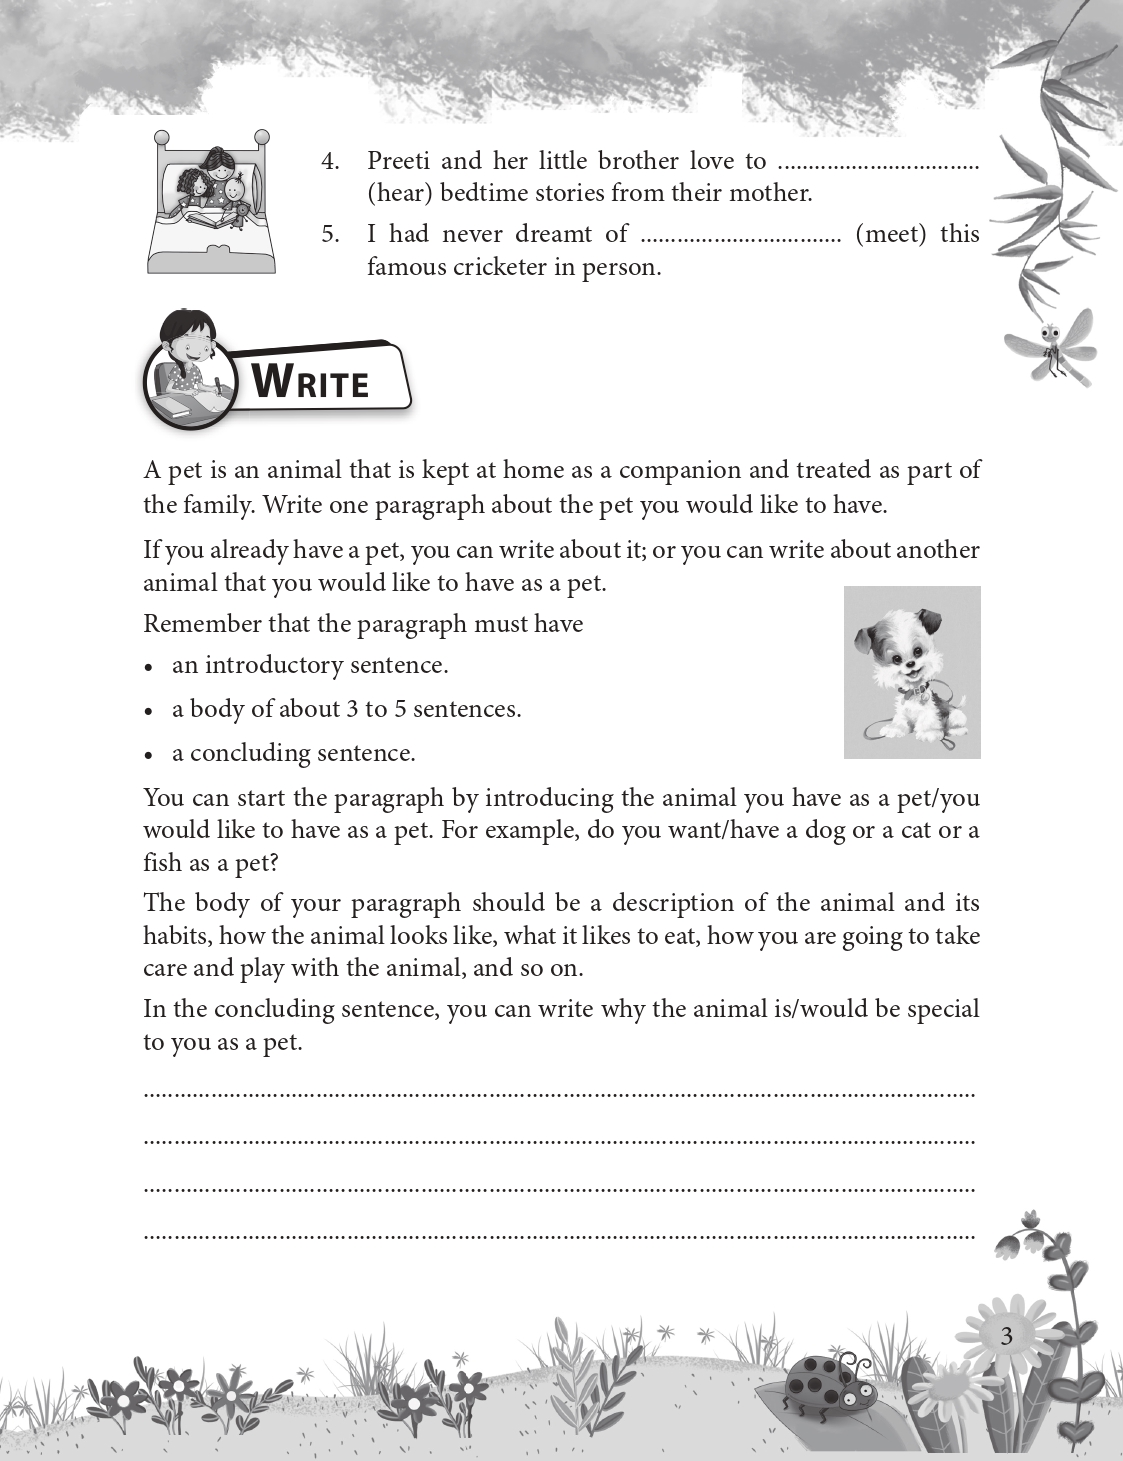 4. Preeti and her little brother love to .................................
(hear) bedtime stories from their mother.
5. I had never dreamt of ................................. (meet) this
famous cricketer in person.
WRITE
A pet is an animal that is kept at home as a companion and treated as part of
the family. Write one paragraph about the pet you would like to have.
If you already have a pet, you can write about it; or you can write about another
animal that you would like to have as a pet.
Remember that the paragraph must have
• an introductory sentence.
• a body of about 3 to 5 sentences.
• a concluding sentence.
You can start the paragraph by introducing the animal you have as a pet/you
would like to have as a pet. For example, do you want/have a dog or a cat or a
fish as a pet?
The body of your paragraph should be a description of the animal and its
habits, how the animal looks like, what it likes to eat, how you are going to take
care and play with the animal, and so on.
In the concluding sentence, you can write why the animal is/would be special
to you as a pet.
.......................................................................................................................................
.......................................................................................................................................
.......................................................................................................................................
.......................................................................................................................................
3